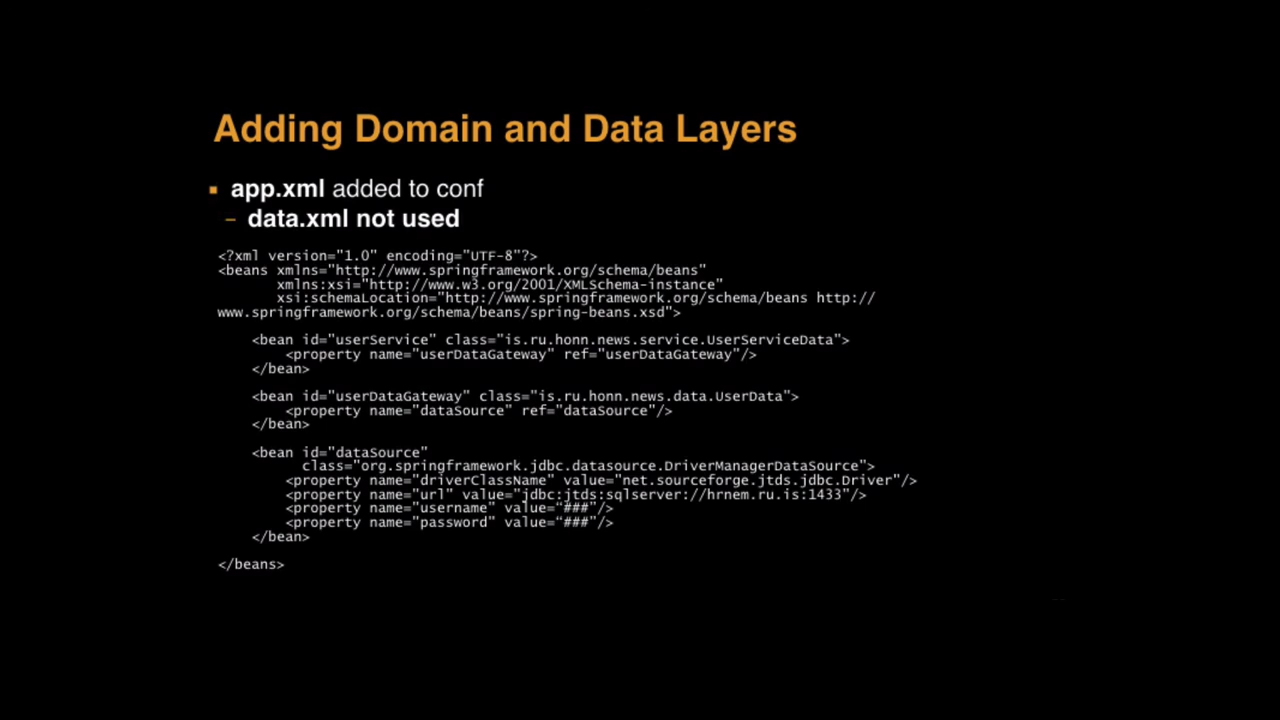 Adding Domain and Data Layers
▪ app.xml added to conf
– data.xml not used
<?xml version="1.0" encoding="UTF-8"?>
<beans xmlns="http://www.springframework.org/schema/beans"
xmlns:xsi="http://www.w3.org/2001/XMLSchema-instance"
xsi:schemaLocation="http://www.springframework.org/schema/beans http://
www.springframework.org/schema/beans/spring-beans.xsd">
<bean id="userService" class="is.ru.honn.news.service.UserServiceData">
<property name="userDataGateway" ref="userDataGateway"/>
</bean>
<bean id="userDataGateway" class="is.ru.honn.news.data.UserData">
<property name="dataSource" ref="dataSource"/>
</bean>
<bean id="dataSource"
class="org.springframework.jdbc.datasource.DriverManagerDataSource">
<property name="driverClassName" value="net.sourceforge.jtds.jdbc.Driver"/>
<property name="url" value="jdbc:jtds:sqlserver://hrnem.ru.is:1433"/>
<property name="username" value=“###”/>
<property name="password" value=“###”/>
</bean>
</beans>